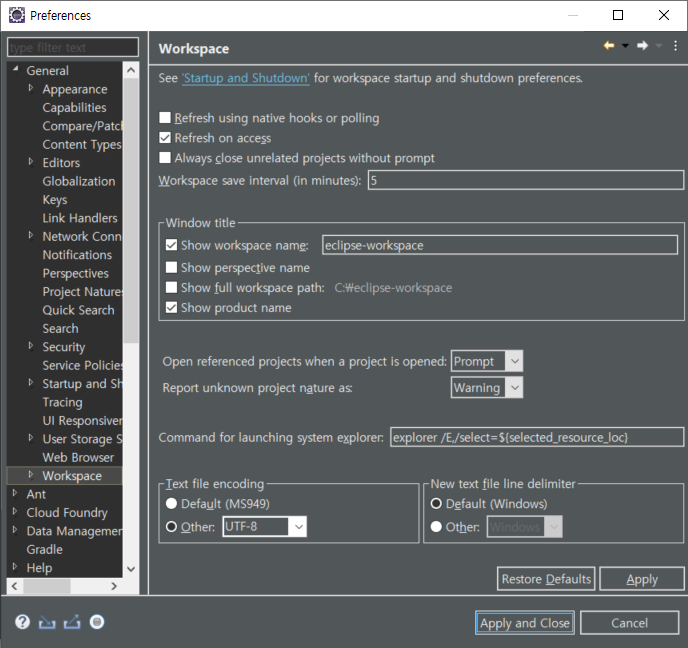 Preferences
type filter text
General
Appearance
Capabilities
Compare/Patc
Content Types
Editors
Globalization
Keys
Link Handlers
Network Conn
Notifications
Perspectives
Project Natures
Quick Search
Search
Security
Service Policies
Startup and Sh
Tracing
UI Responsiven
User Storage S
Web Browser
Workspace
Ant
Cloud Foundry
Data Managemen
Gradle
Help
Workspace
See 'Startup and Shutdown' for workspace startup and shutdown preferences.
Refresh using native hooks or polling
Refresh on access
Always close unrelated projects without prompt
Workspace save interval (in minutes): 5
Window title
Show workspace name: eclipse-workspace
Show perspective name
Show full workspace path: C:₩eclipse-workspace
Show product name
Open referenced projects when a project is opened: Prompt
Report unknown project nature as: Warning
Command for launching system explorer: explorer /E,/select=${selected_resource_loc}
Text file encoding
Default (MS949)
Other: UTF-8
New text file line delimiter
Default (Windows)
Other: Windows
Restore Defaults Apply
Apply and Close Cancel